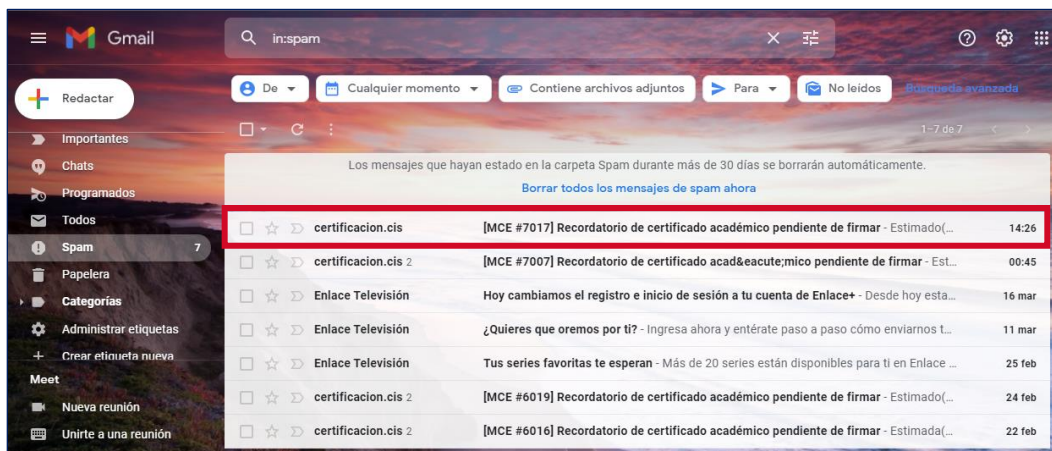 Gmail
in:spam
Redactar
De
Cualquier momento
Contiene archivos adjuntos
Para
No leídos
Búsqueda avanzada
1–7 de 7
Importantes
Chats
Programados
Todos
Spam 7
Papelera
Categorías
Administrar etiquetas
Crear etiqueta nueva
Meet
Nueva reunión
Unirte a una reunión
Los mensajes que hayan estado en la carpeta Spam durante más de 30 días se borrarán automáticamente.
Borrar todos los mensajes de spam ahora
certificacion.cis [MCE #7017] Recordatorio de certificado académico pendiente de firmar - Estimado(... 14:26
certificacion.cis 2 [MCE #7007] Recordatorio de certificado acad&eacute;mico pendiente de firmar - Est... 00:45
Enlace Televisión Hoy cambiamos el registro e inicio de sesión a tu cuenta de Enlace+ - Desde hoy esta... 16 mar
Enlace Televisión ¿Quieres que oremos por ti? - Ingresa ahora y entérate paso a paso cómo enviarnos t... 11 mar
Enlace Televisión Tus series favoritas te esperan - Más de 20 series están disponibles para ti en Enlace ... 25 feb
certificacion.cis 2 [MCE #6019] Recordatorio de certificado académico pendiente de firmar - Estimado(... 24 feb
certificacion.cis 2 [MCE #6016] Recordatorio de certificado académico pendiente de firmar - Estimada(... 22 feb